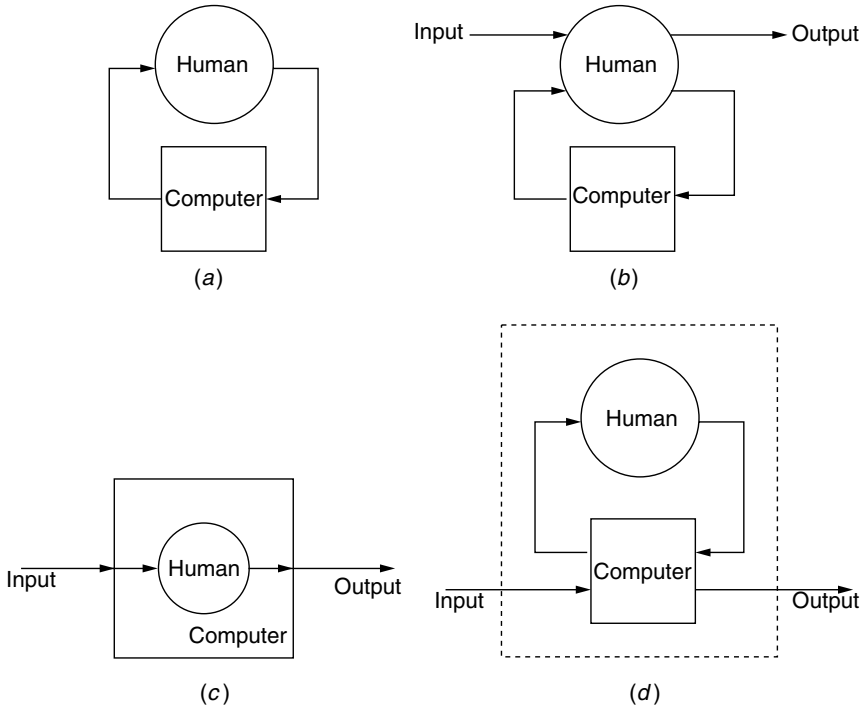 Human
Computer
(a)
Input
Output
Human
Computer
(b)
Input
Human
Output
Computer
(c)
Human
Computer
Input
Output
(d)